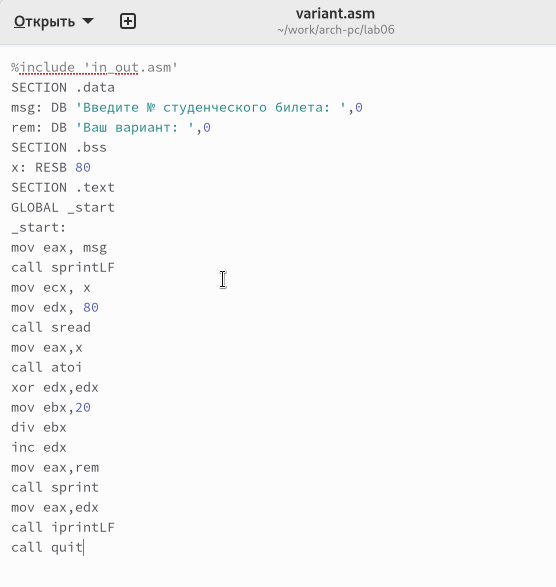 Открыть
variant.asm
~/work/arch-pc/lab06
%include 'in_out.asm'
SECTION .data
msg: DB 'Введите № студенческого билета: ',0
rem: DB 'Ваш вариант: ',0
SECTION .bss
x: RESB 80
SECTION .text
GLOBAL _start
_start:
mov eax, msg
call sprintLF
mov ecx, x
mov edx, 80
call sread
mov eax,x
call atoi
xor edx,edx
mov ebx,20
div ebx
inc edx
mov eax,rem
call sprint
mov eax,edx
call iprintLF
call quit